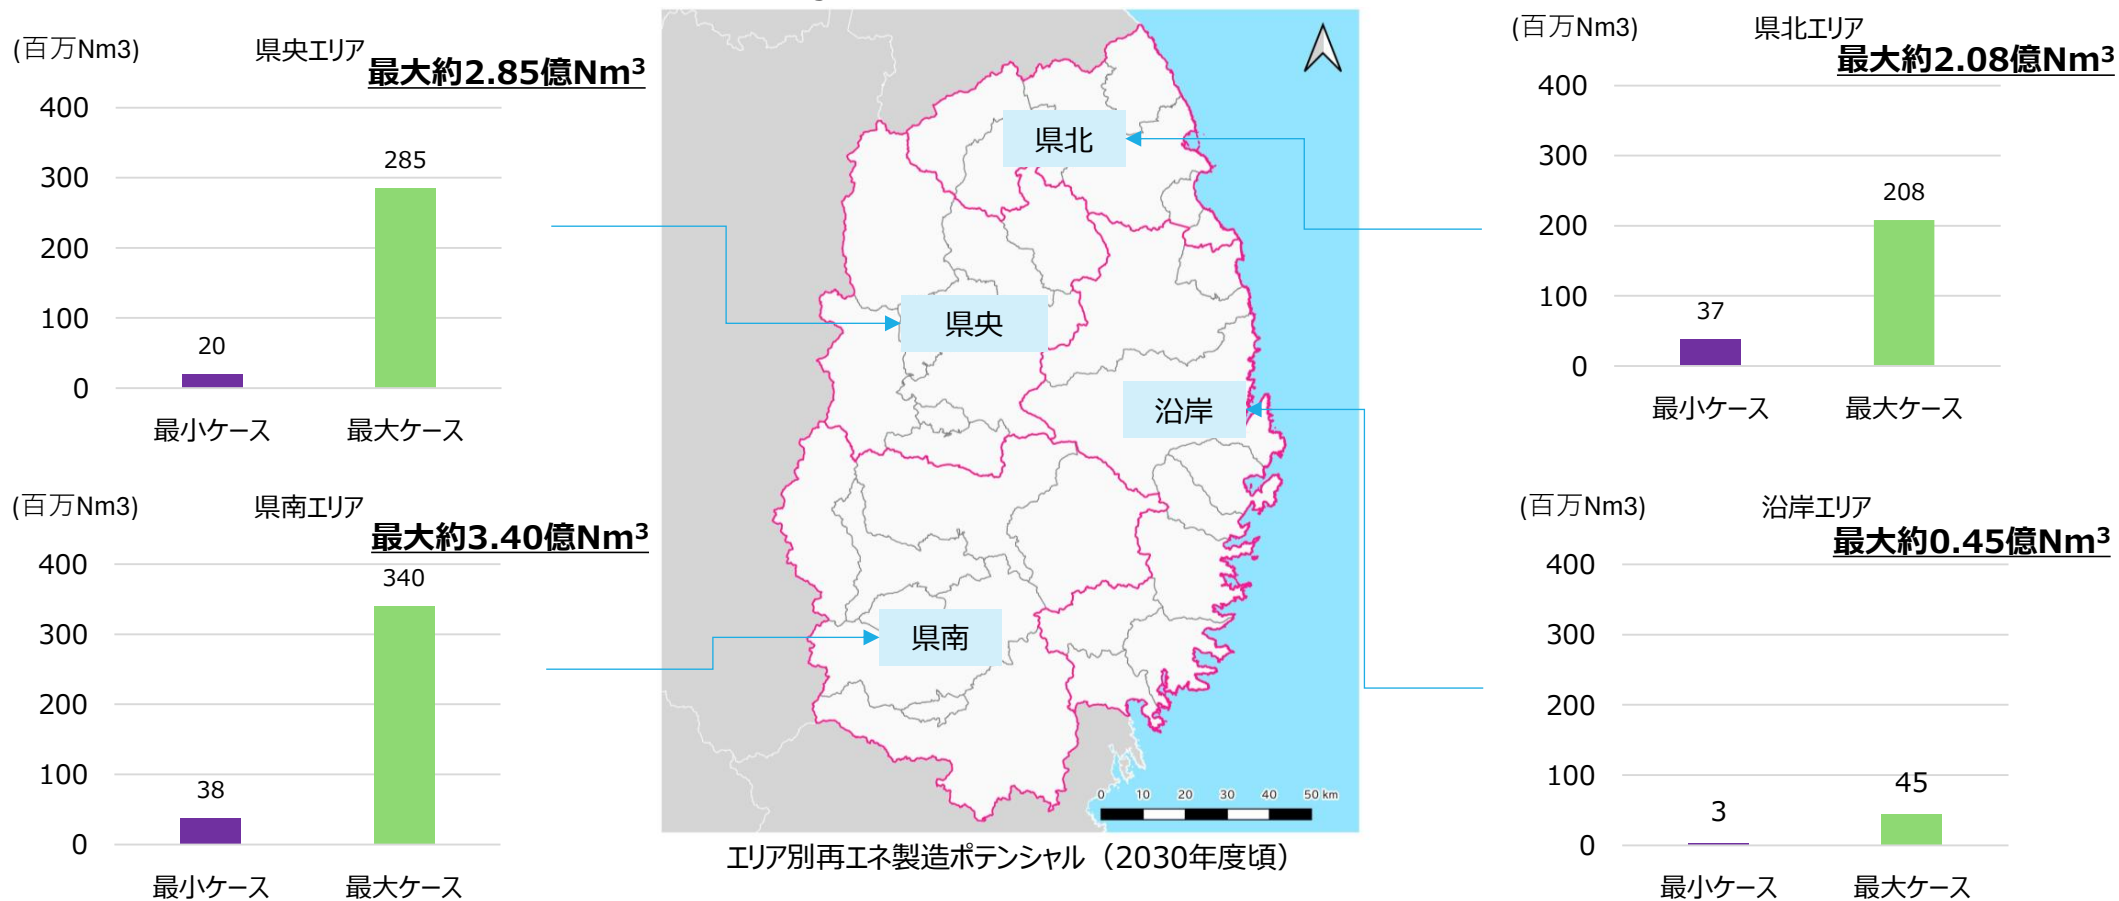 (百万Nm3)
県央エリア
最大約2.85億Nm³
400
300
200
100
0
285
20
最小ケース
最大ケース
(百万Nm3)
県南エリア
最大約3.40億Nm³
400
300
200
100
0
340
38
最小ケース
最大ケース
県北
県央
沿岸
県南
0 10 20 30 40 50 km
エリア別再エネ製造ポテンシャル（2030年度頃）
(百万Nm3)
県北エリア
最大約2.08億Nm³
400
300
200
100
0
208
37
最小ケース
最大ケース
(百万Nm3)
沿岸エリア
最大約0.45億Nm³
400
300
200
100
0
45
3
最小ケース
最大ケース